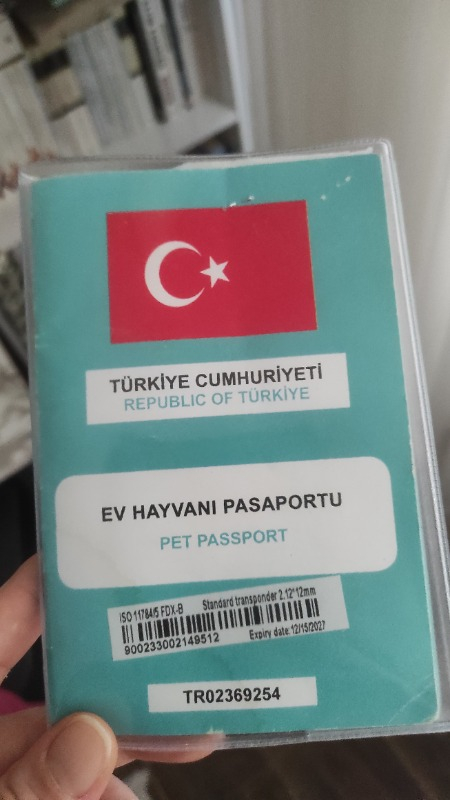 TÜRKİYE CUMHURİYETİ
REPUBLIC OF TÜRKİYE
EV HAYVANI PASAPORTU
PET PASSPORT
ISO 11784/5 FDX-B Standard transponder 2.12*12mm
900233002149512 Expiry date:12/15/2027
TR02369254